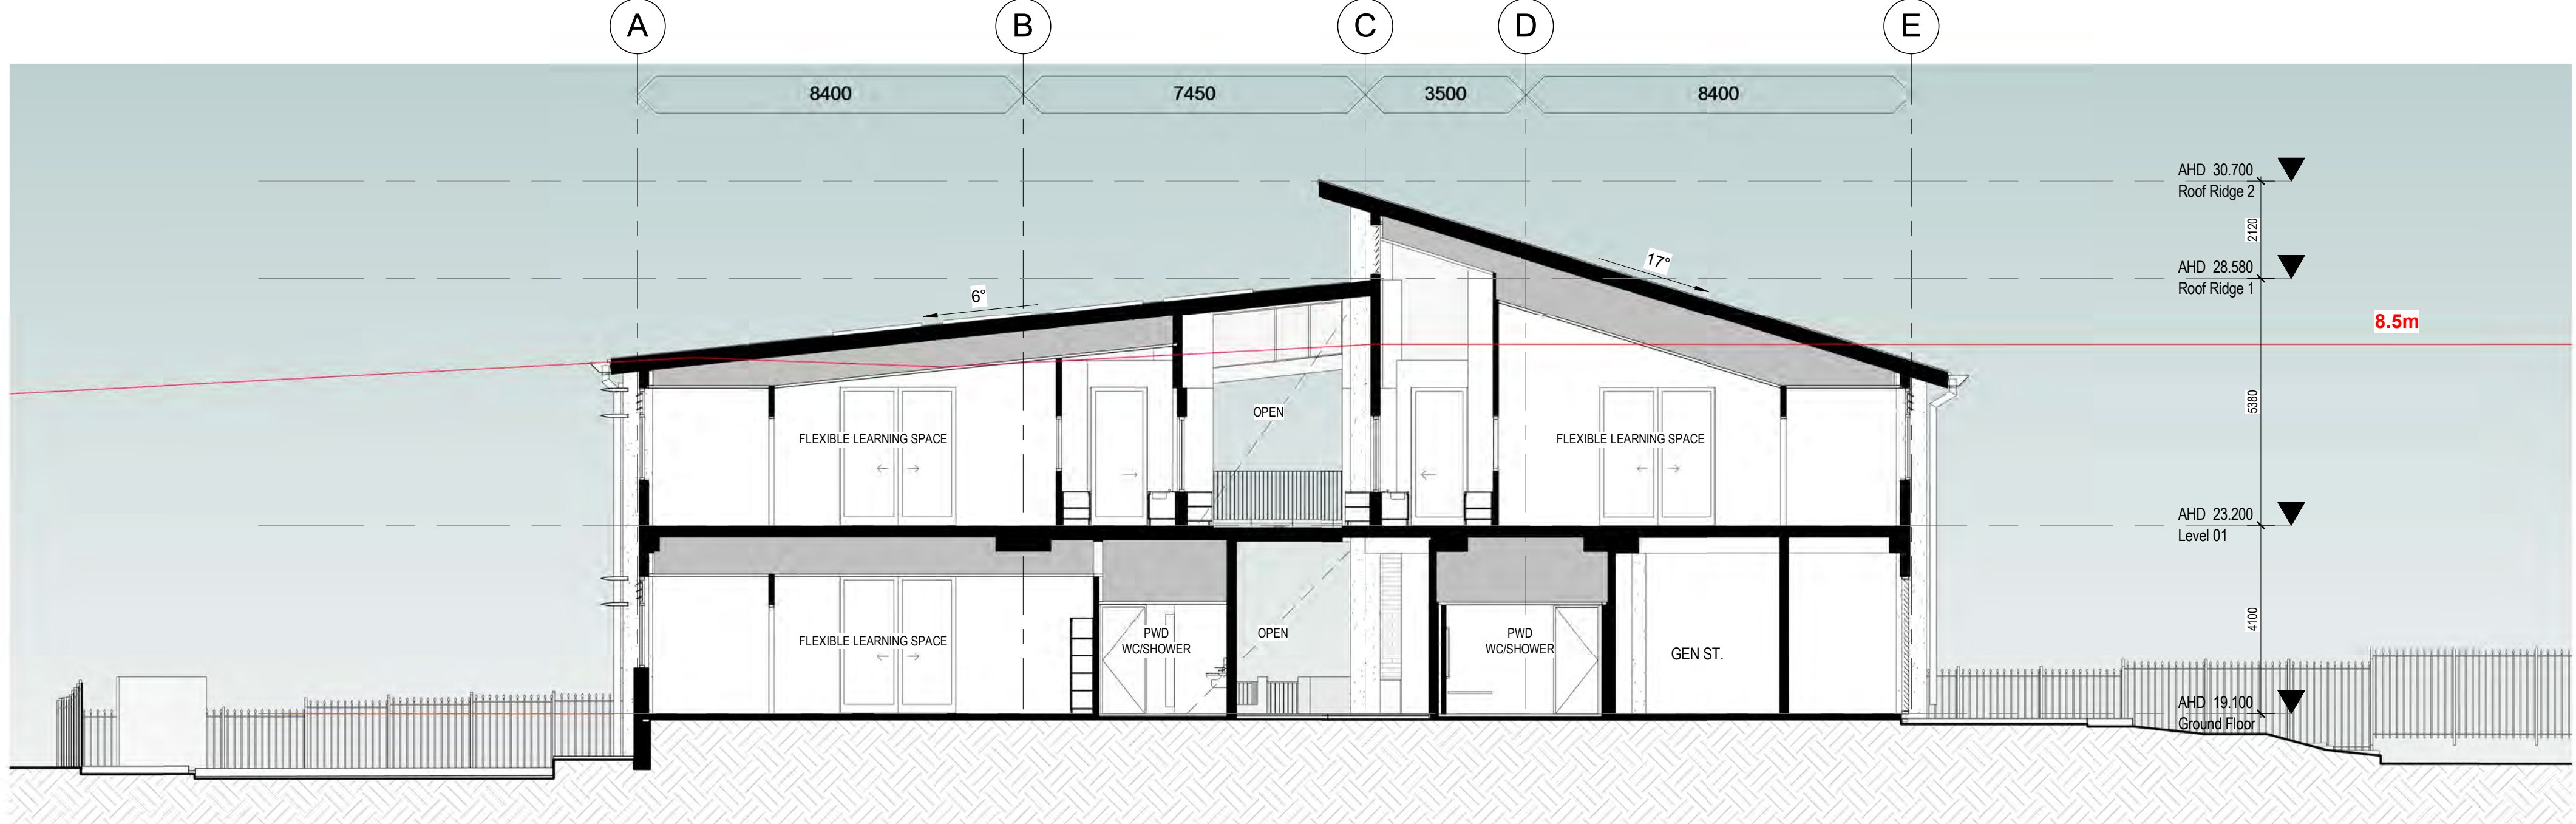 A B C D E
8400 7450 3500 8400
AHD 30.700
Roof Ridge 2
2120
17°
AHD 28.580
Roof Ridge 1
6°
8.5m
5380
OPEN
FLEXIBLE LEARNING SPACE
FLEXIBLE LEARNING SPACE
AHD 23.200
Level 01
4100
FLEXIBLE LEARNING SPACE
PWD
WC/SHOWER
OPEN
PWD
WC/SHOWER
GEN ST.
AHD 19.100
Ground Floor